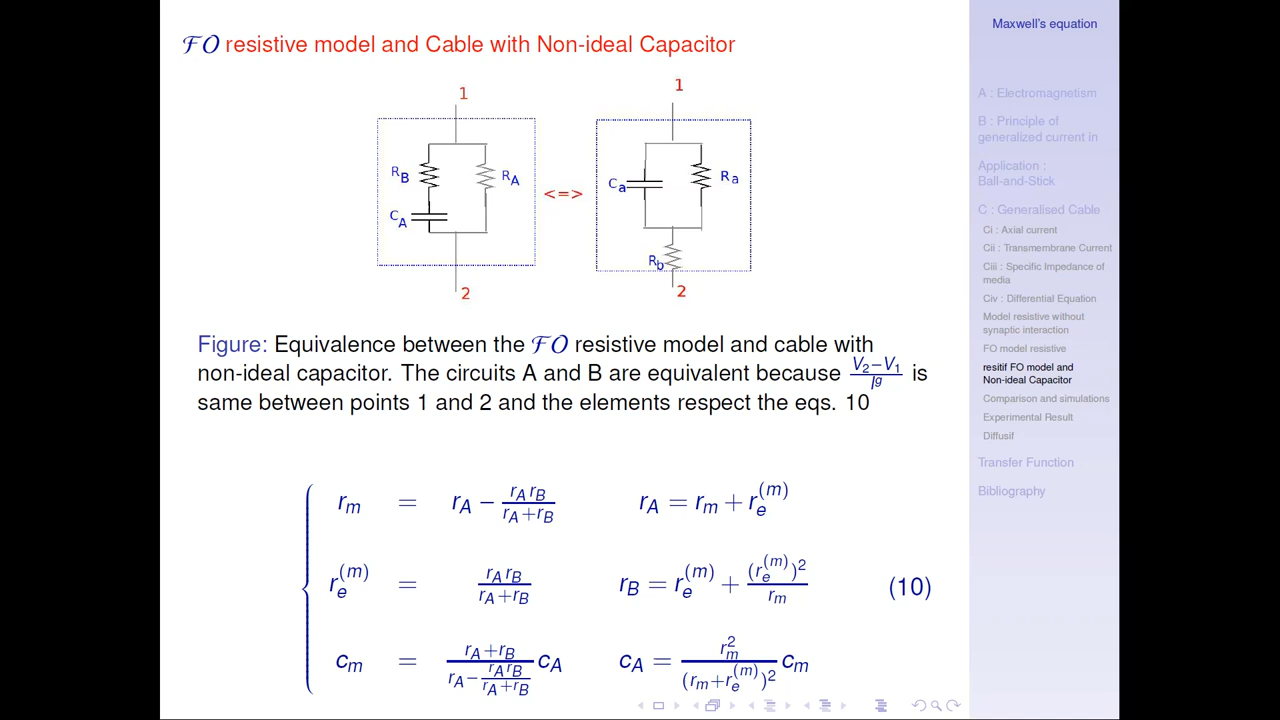 Maxwell's equation
FO resistive model and Cable with Non-ideal Capacitor
1
1
R_B
R_A
C_A
<=>
C_a
R_a
R_b
2
2
Figure: Equivalence between the FO resistive model and cable with
non-ideal capacitor. The circuits A and B are equivalent because (V_2−V_1)/I^g is
same between points 1 and 2 and the elements respect the eqs. 10
r_m = r_A − (r_A r_B)/(r_A+r_B)    r_A = r_m + r_e^(m)
r_e^(m) = (r_A r_B)/(r_A+r_B)    r_B = r_e^(m) + (r_e^(m))^2/r_m    (10)
c_m = (r_A+r_B)/(r_A − (r_A r_B)/(r_A+r_B)) c_A    c_A = r_m^2/(r_m+r_e^(m))^2 c_m
A : Electromagnetism
B : Principle of
generalized current in
Application :
Ball-and-Stick
C : Generalised Cable
Ci : Axial current
Cii : Transmembrane Current
Ciii : Specific Impedance of
media
Civ : Differential Equation
Model resistive without
synaptic interaction
FO model resistive
resitif FO model and
Non-ideal Capacitor
Comparison and simulations
Experimental Result
Diffusif
Transfer Function
Bibliography